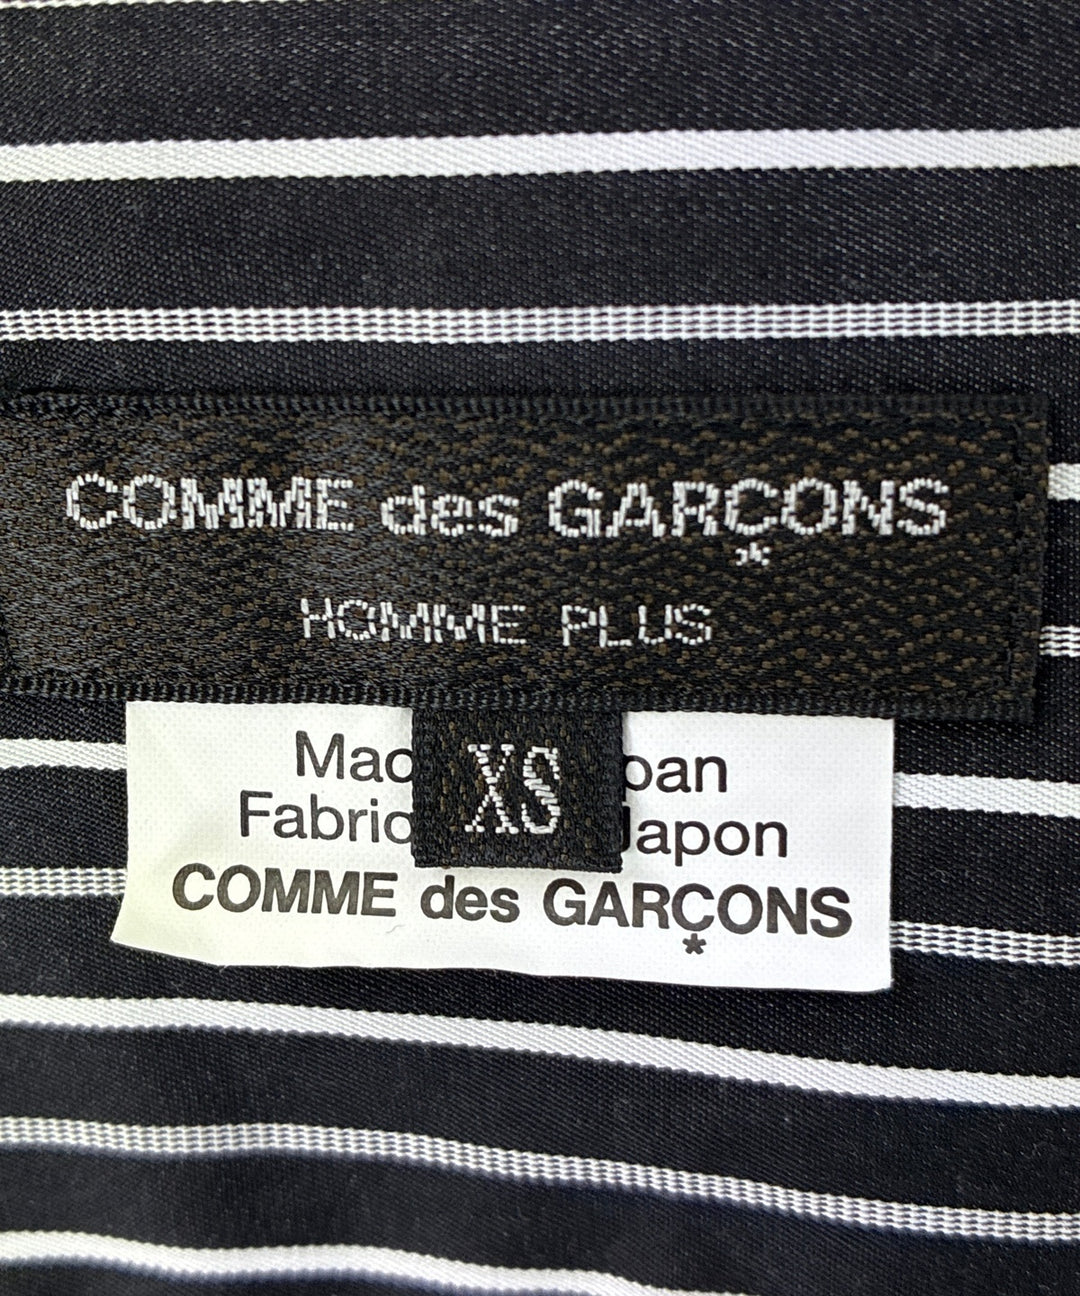 COMME des GARÇONS
HOMME PLUS
XS
Mac pan
Fabric Japon
COMME des GARÇONS